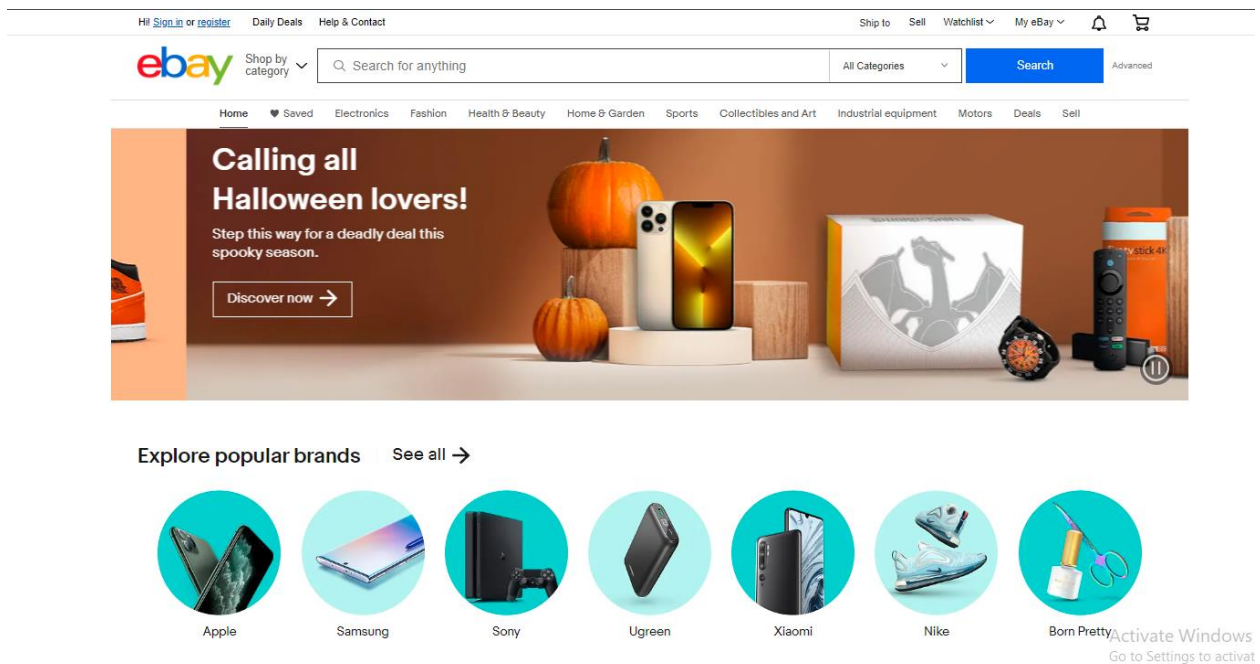 Hi! Sign in or register Daily Deals Help & Contact Ship to Sell Watchlist My eBay
ebay Shop by category Search for anything All Categories Search Advanced
Home Saved Electronics Fashion Health & Beauty Home & Garden Sports Collectibles and Art Industrial equipment Motors Deals Sell
Calling all
Halloween lovers!
Step this way for a deadly deal this
spooky season.
Discover now
stick 4K
Explore popular brands See all
Apple Samsung Sony Ugreen Xiaomi Nike Born Pretty
Activate Windows
Go to Settings to activat